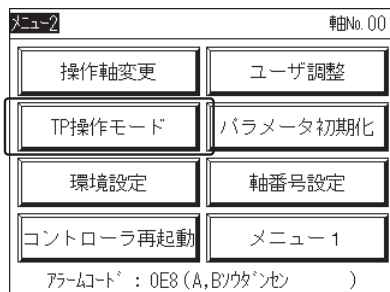 メニュー2 軸No. 00
操作軸変更 ユーザ調整
TP操作モード パラメータ初期化
環境設定 軸番号設定
コントローラ再起動 メニュー1
アラームコード : 0E8 (A,Bソウダンセン )